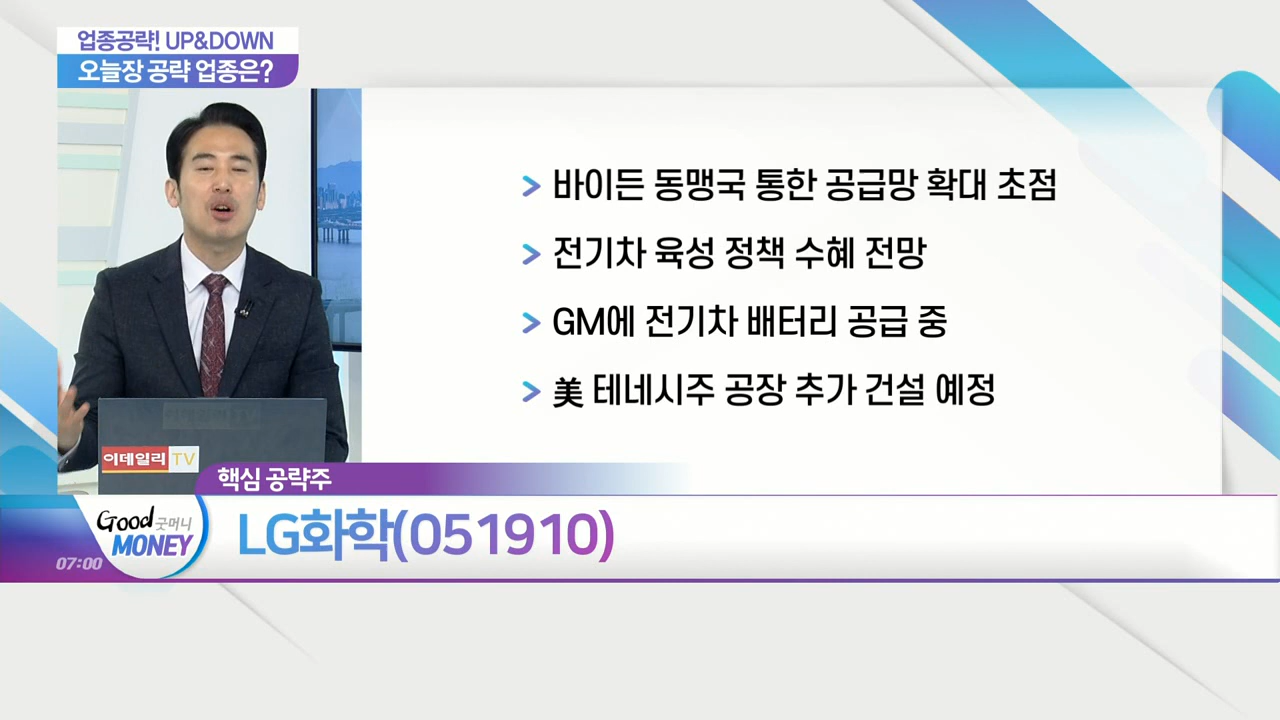 업종공략! UP&DOWN
오늘장 공략 업종은?
> 바이든 동맹국 통한 공급망 확대 초점
> 전기차 육성 정책 수혜 전망
> GM에 전기차 배터리 공급 중
> 美 테네시주 공장 추가 건설 예정
이데일리 TV
핵심 공략주
Good 굿머니
MONEY
LG화학(051910)
07:00